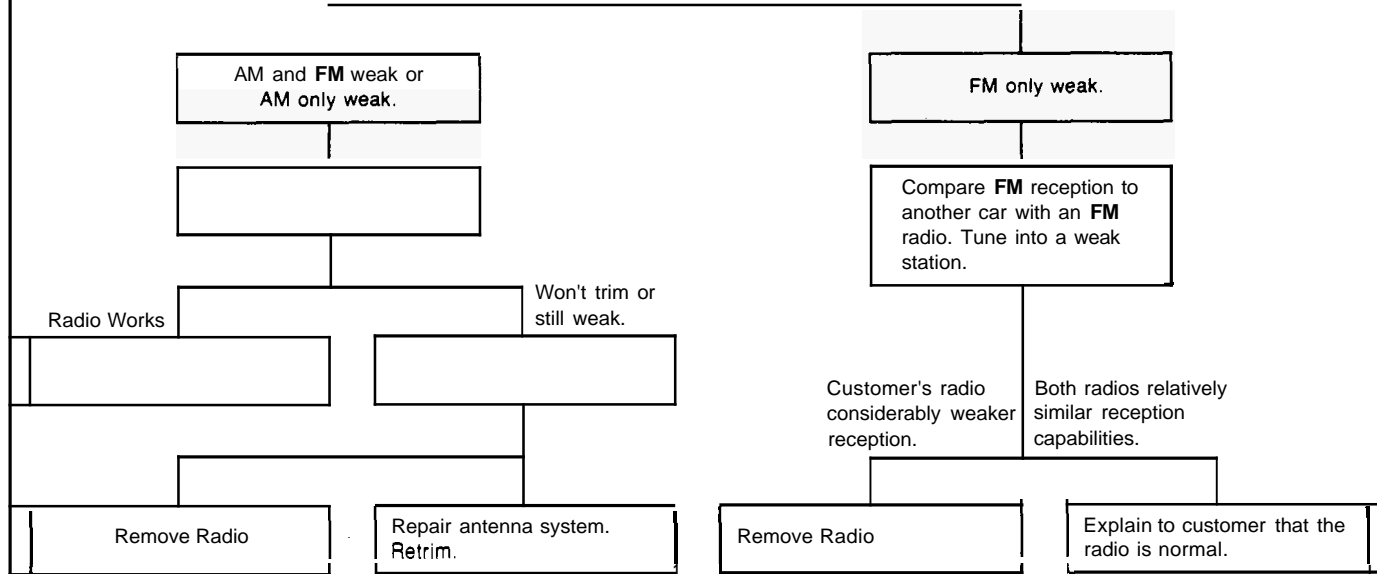 AM and FM weak or
AM only weak.
FM only weak.
Compare FM reception to
another car with an FM
radio. Tune into a weak
station.
Radio Works
Won't trim or
still weak.
Customer's radio
considerably weaker
reception.
Both radios relatively
similar reception
capabilities.
Remove Radio
Repair antenna system.
Retrim.
Remove Radio
Explain to customer that the
radio is normal.